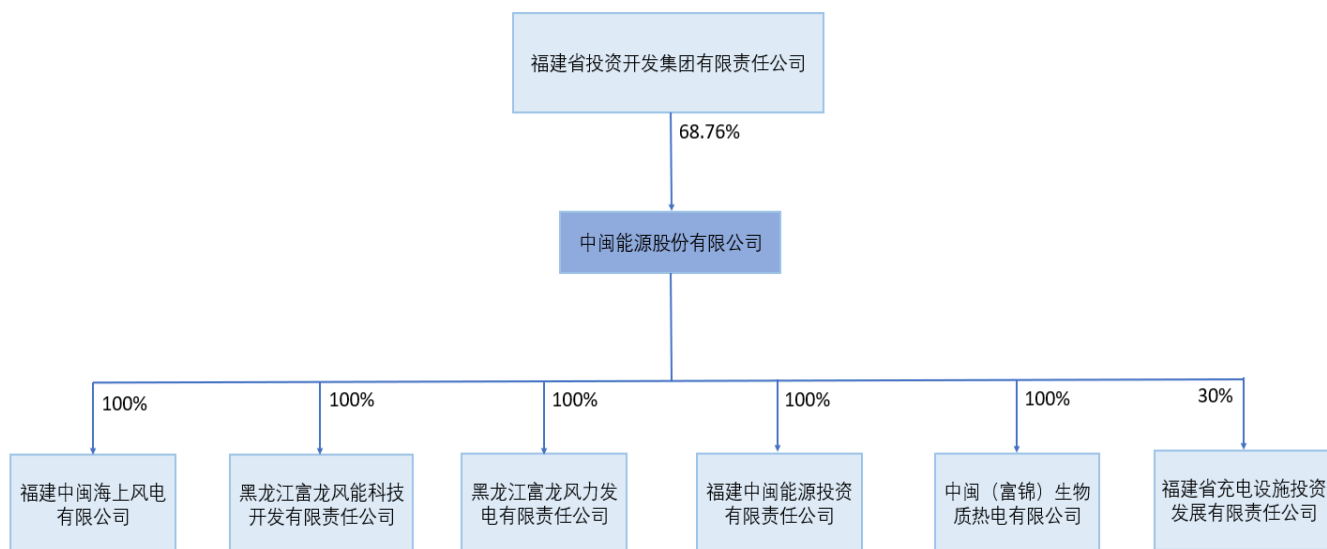 福建省投资开发集团有限责任公司
68.76%
中闽能源股份有限公司
100%
100%
100%
100%
100%
30%
福建中闽海上风电
有限公司
黑龙江富龙风能科技
开发有限责任公司
黑龙江富龙风力发
电有限责任公司
福建中闽能源投资
有限责任公司
中闽（富锦）生物
质热电有限公司
福建省充电设施投资
发展有限责任公司